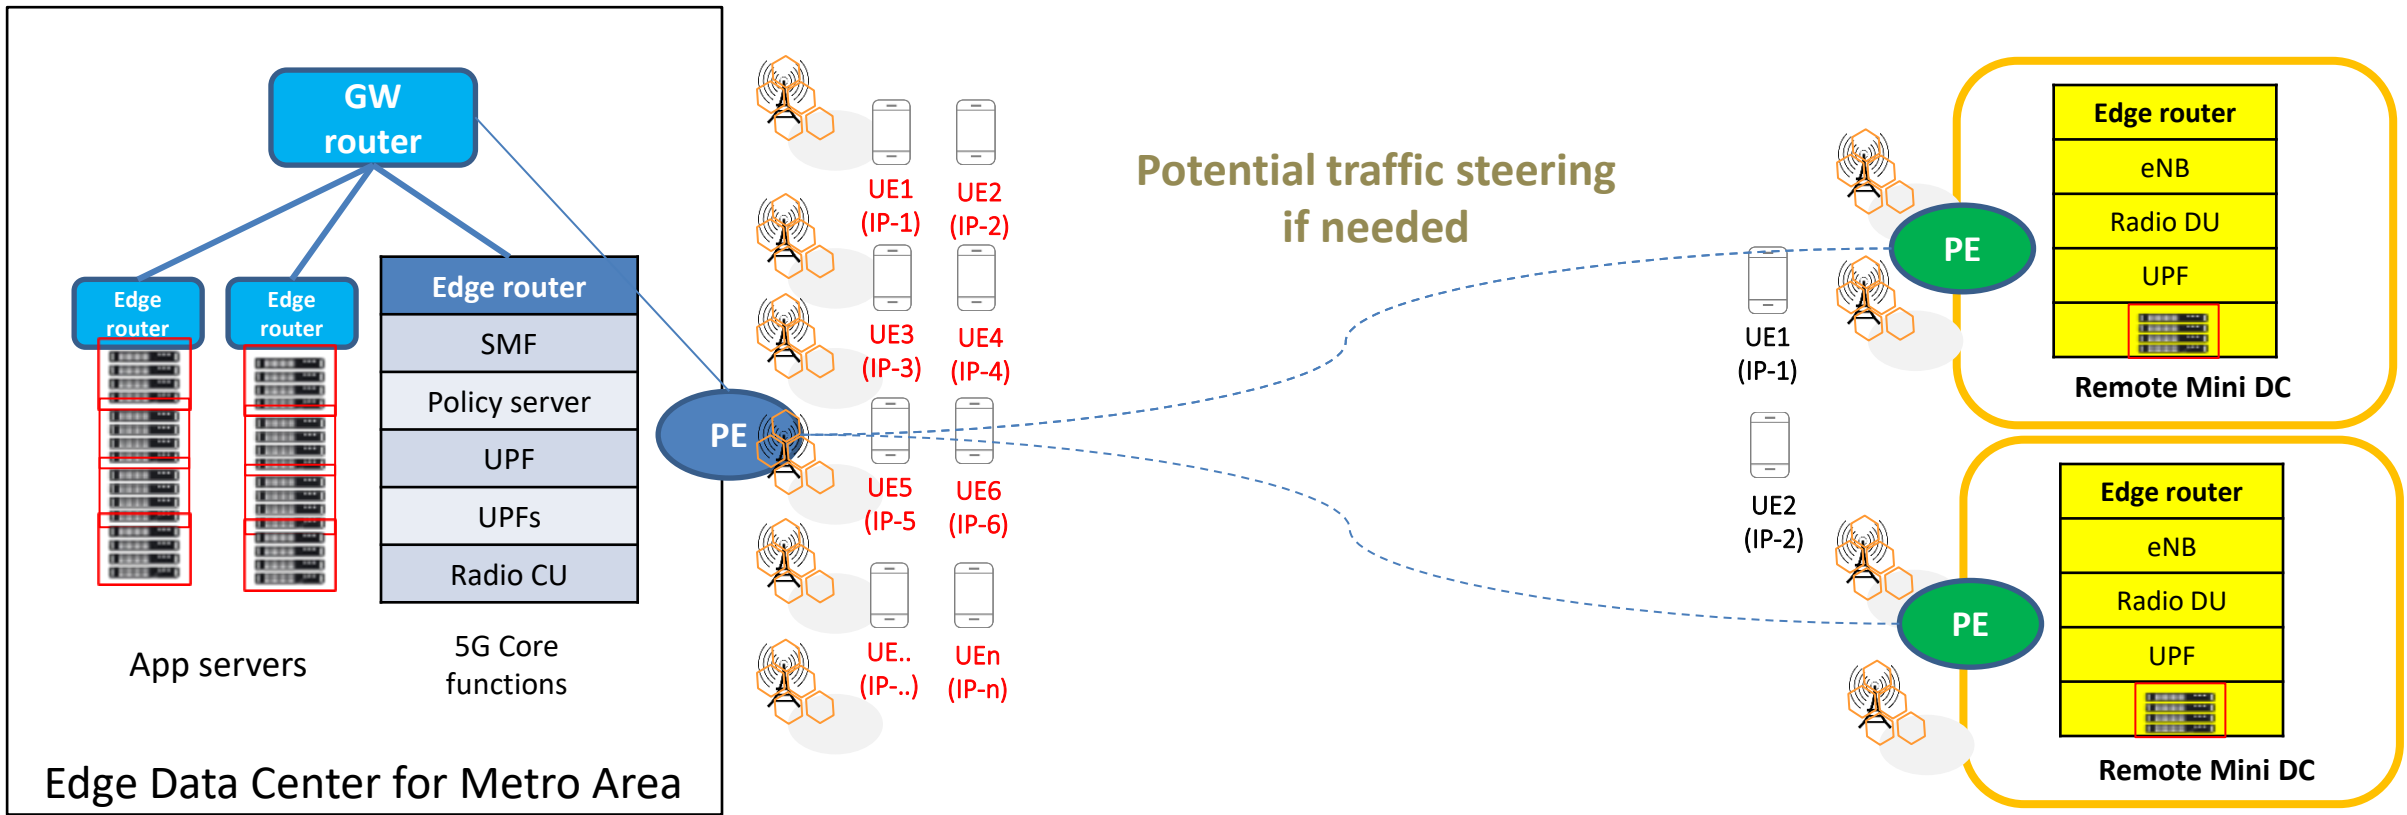 GW
router
Edge
router
Edge
router
Edge router
SMF
Policy server
UPF
UPFs
Radio CU
App servers
5G Core
functions
Edge Data Center for Metro Area
PE
UE1
(IP-1)
UE2
(IP-2)
UE3
(IP-3)
UE4
(IP-4)
UE5
(IP-5
UE6
(IP-6)
UE..
(IP-..)
UEn
(IP-n)
Potential traffic steering
if needed
UE1
(IP-1)
UE2
(IP-2)
PE
Edge router
eNB
Radio DU
UPF
Remote Mini DC
PE
Edge router
eNB
Radio DU
UPF
Remote Mini DC